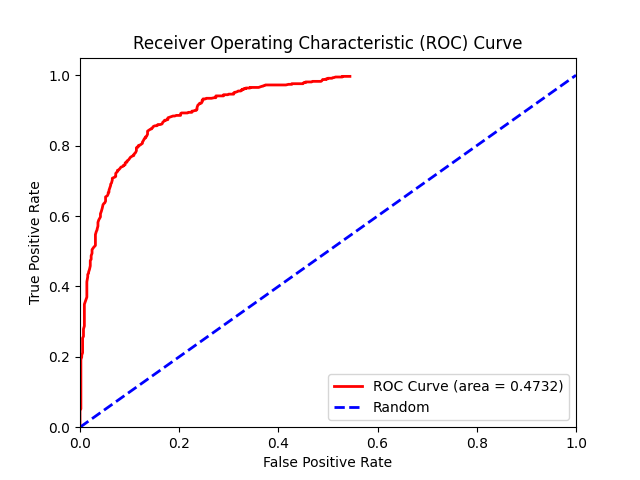 Receiver Operating Characteristic (ROC) Curve
True Positive Rate
1.0
0.8
0.6
0.4
0.2
0.0
ROC Curve (area = 0.4732)
Random
0.0 0.2 0.4 0.6 0.8 1.0
False Positive Rate